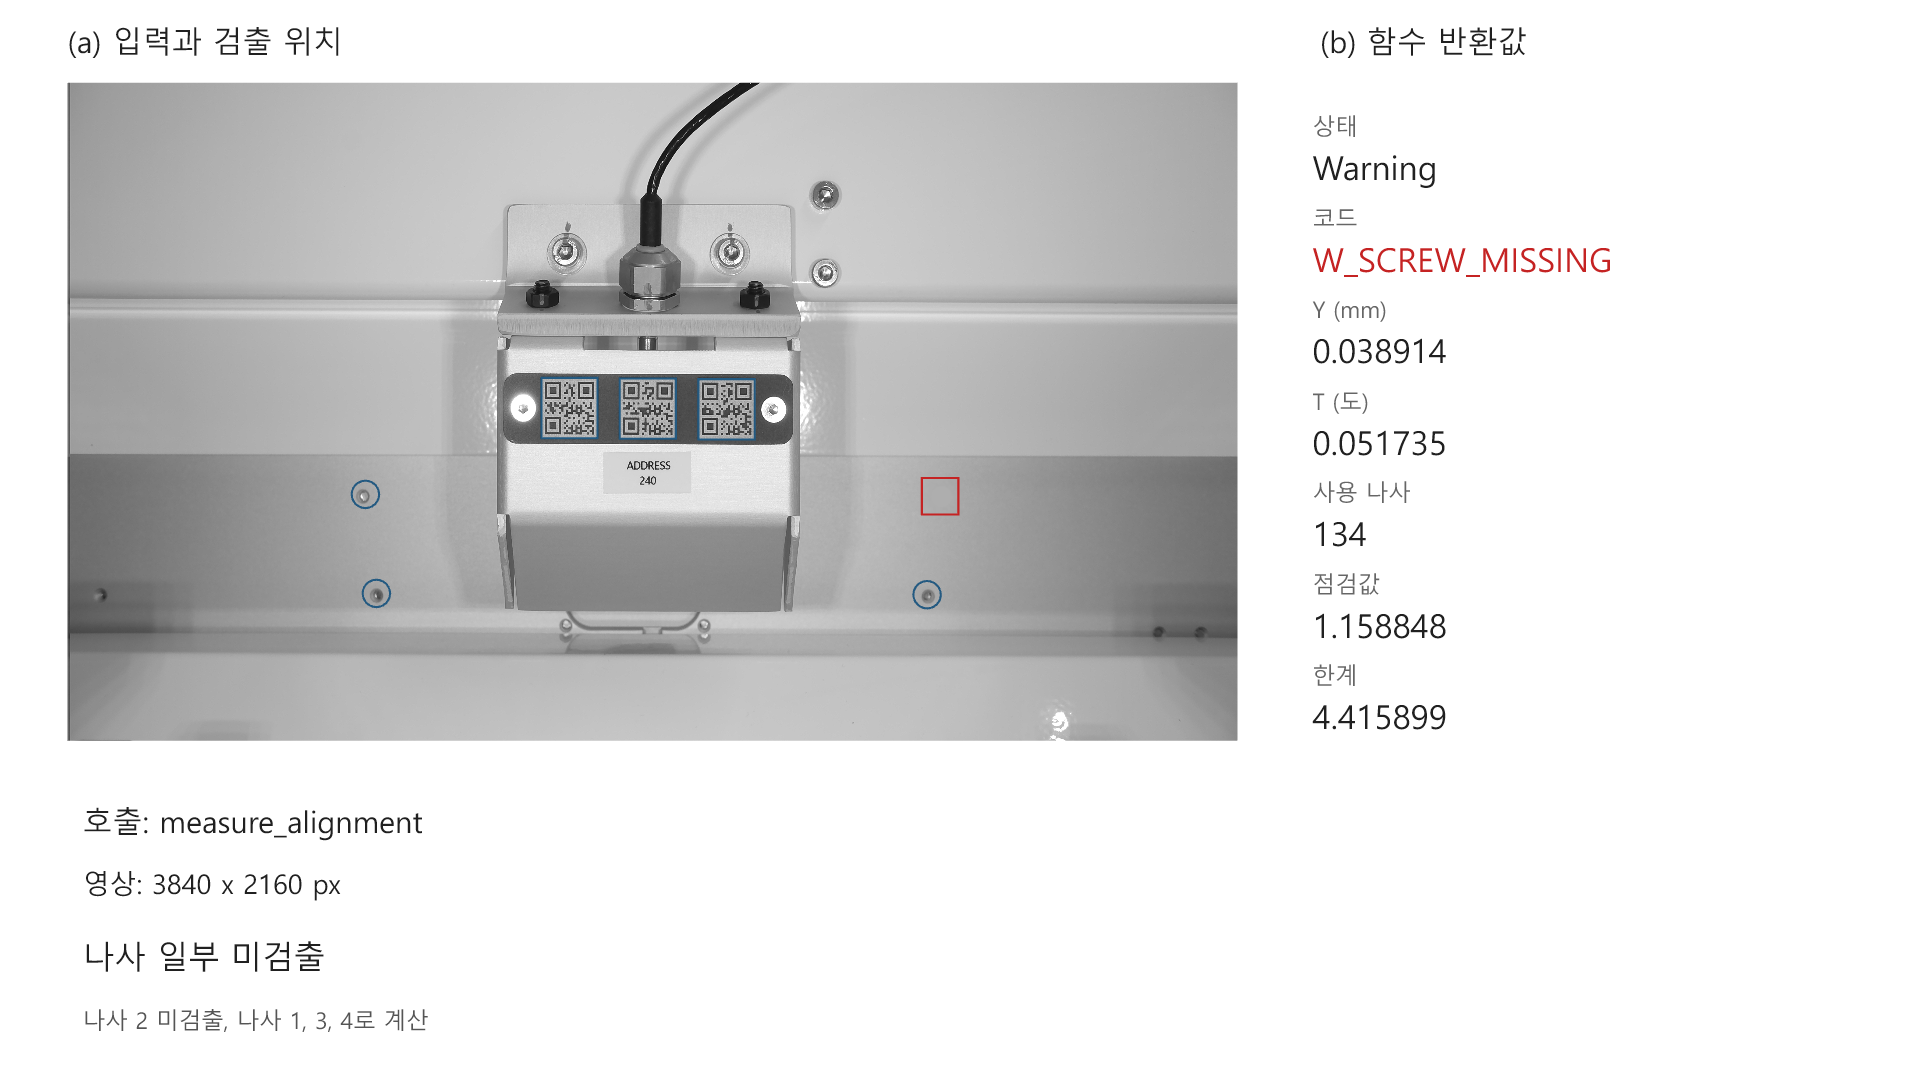 (a) 입력과 검출 위치
ADDRESS
240
호출: measure_alignment
영상: 3840 x 2160 px
나사 일부 미검출
나사 2 미검출, 나사 1, 3, 4로 계산
(b) 함수 반환값
상태
Warning
코드
W_SCREW_MISSING
Y (mm)
0.038914
T (도)
0.051735
사용 나사
134
점검값
1.158848
한계
4.415899